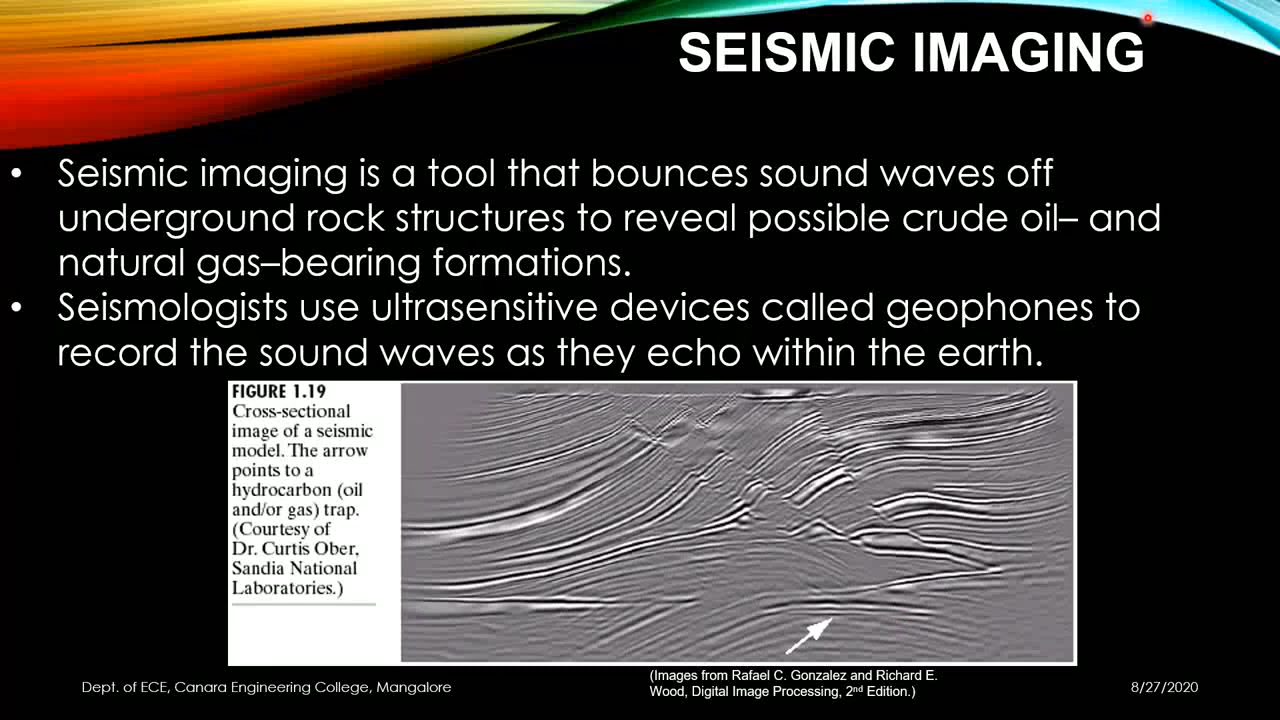 SEISMIC IMAGING
• Seismic imaging is a tool that bounces sound waves off
underground rock structures to reveal possible crude oil– and
natural gas–bearing formations.
• Seismologists use ultrasensitive devices called geophones to
record the sound waves as they echo within the earth.
FIGURE 1.19
Cross-sectional
image of a seismic
model. The arrow
points to a
hydrocarbon (oil
and/or gas) trap.
(Courtesy of
Dr. Curtis Ober,
Sandia National
Laboratories.)
(Images from Rafael C. Gonzalez and Richard E.
Wood, Digital Image Processing, 2nd Edition.)
Dept. of ECE, Canara Engineering College, Mangalore
8/27/2020